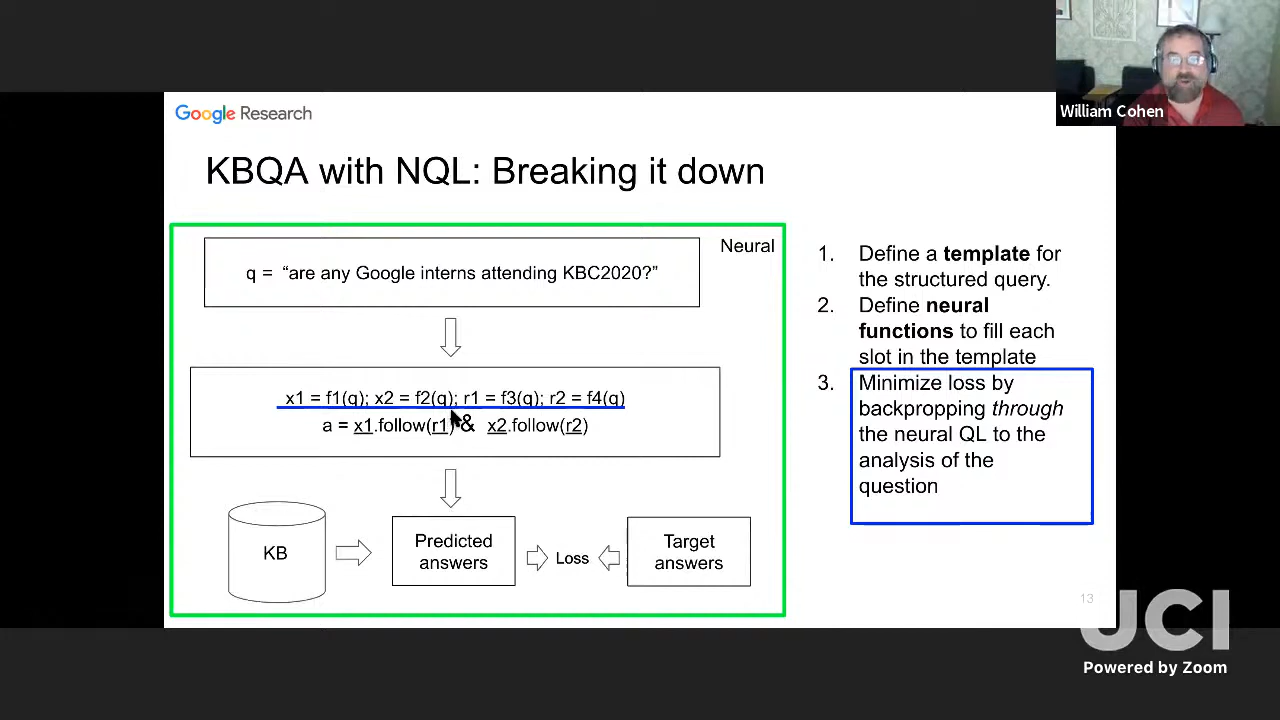 William Cohen
Google Research
KBQA with NQL: Breaking it down
Neural
q = “are any Google interns attending KBC2020?”
x1 = f1(q); x2 = f2(q); r1 = f3(q); r2 = f4(q)
a = x1.follow(r1) & x2.follow(r2)
KB
Predicted
answers
Loss
Target
answers
1. Define a template for
the structured query.
2. Define neural
functions to fill each
slot in the template
3. Minimize loss by
backpropping through
the neural QL to the
analysis of the
question
13
UCI
Powered by Zoom